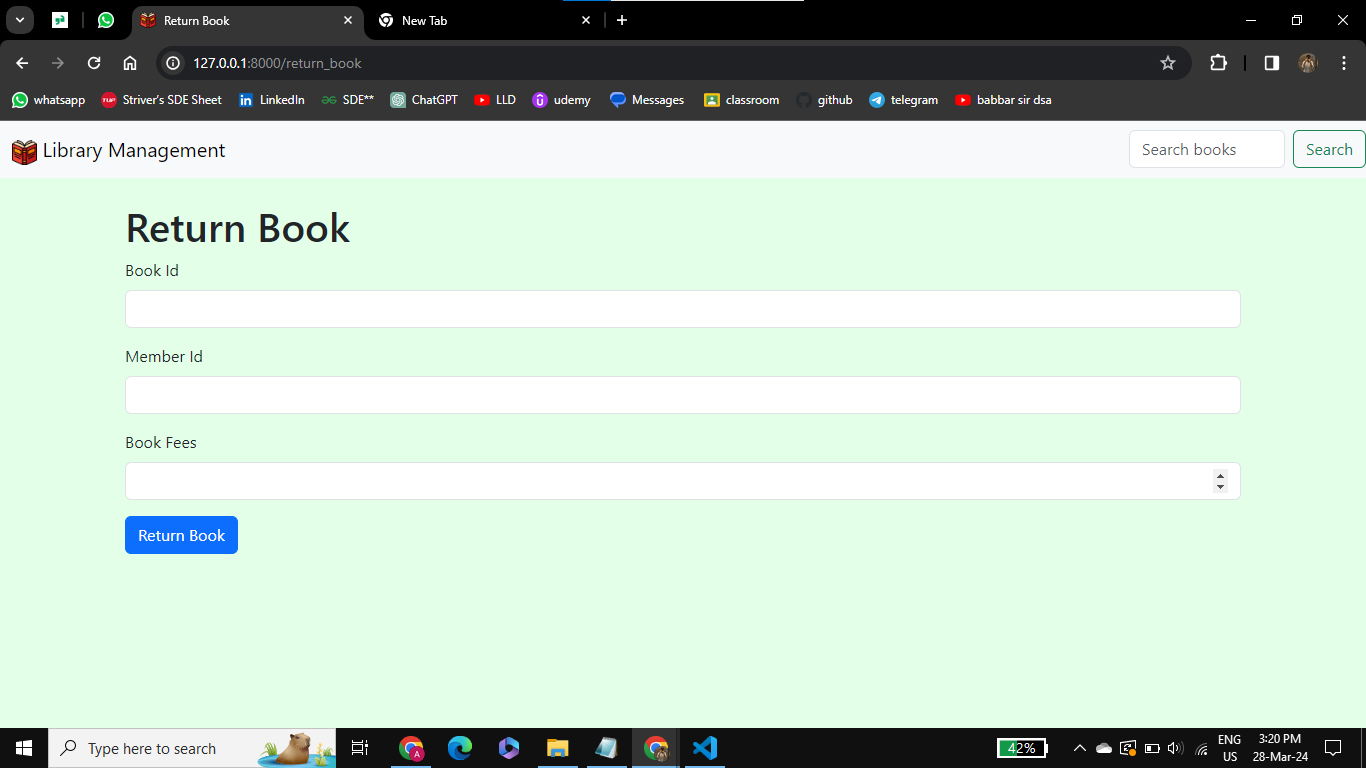 Return Book
New Tab
127.0.0.1:8000/return_book
whatsapp
Striver's SDE Sheet
LinkedIn
SDE**
ChatGPT
LLD
udemy
Messages
classroom
github
telegram
babbar sir dsa
Library Management
Search books
Search
Return Book
Book Id
Member Id
Book Fees
Return Book
Type here to search
42%
ENG
US
3:20 PM
28-Mar-24